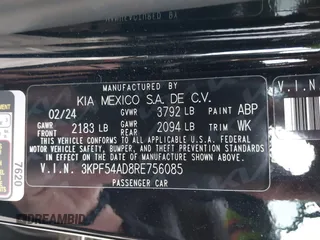 KIA MEXICO S.A. DE C.V.
02/24 GVWR 3792 LB PAINT ABP
GAWR FRONT 2183 LB GAWR REAR 2094 LB TRIM WK
THIS VEHICLE CONFORMS TO ALL APPLICABLE U.S. FEDERAL
MOTOR VEHICLE SAFETY, BUMPER, AND THEFT PREVENTION
STANDARDS IN EFFECT ON THE DATE OF MANUFACTURE SHOWN ABOVE.
V.I.N. 3KPF54AD8RE756085
PASSENGER CAR
V.I.N.
7620
DREAMBID